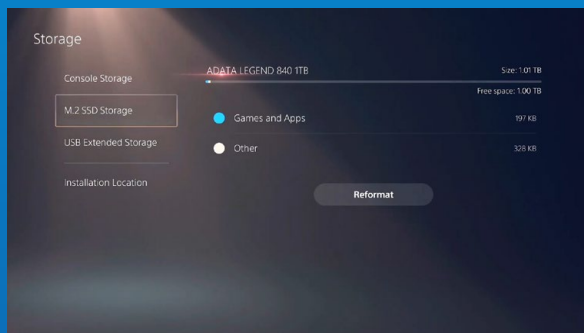 Storage
Console Storage
M.2 SSD Storage
USB Extended Storage
Installation Location
ADATA LEGEND 840 1TB
Size: 1.01 TB
Free space: 1.00 TB
Games and Apps
197 KB
Other
328 KB
Reformat